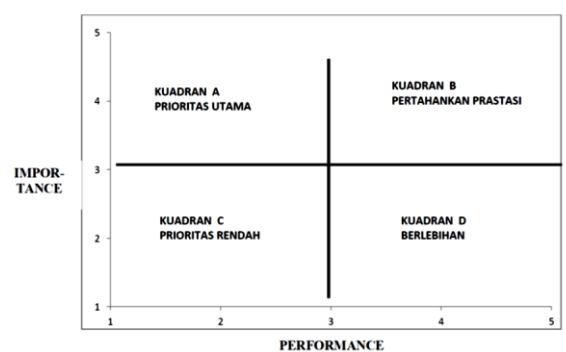 5
KUADRAN A
PRIORITAS UTAMA
KUADRAN B
PERTAHANKAN PRASTASI
4
IMPOR-
TANCE
3
KUADRAN C
PRIORITAS RENDAH
KUADRAN D
BERLEBIHAN
2
1
1 2 3 4 5
PERFORMANCE